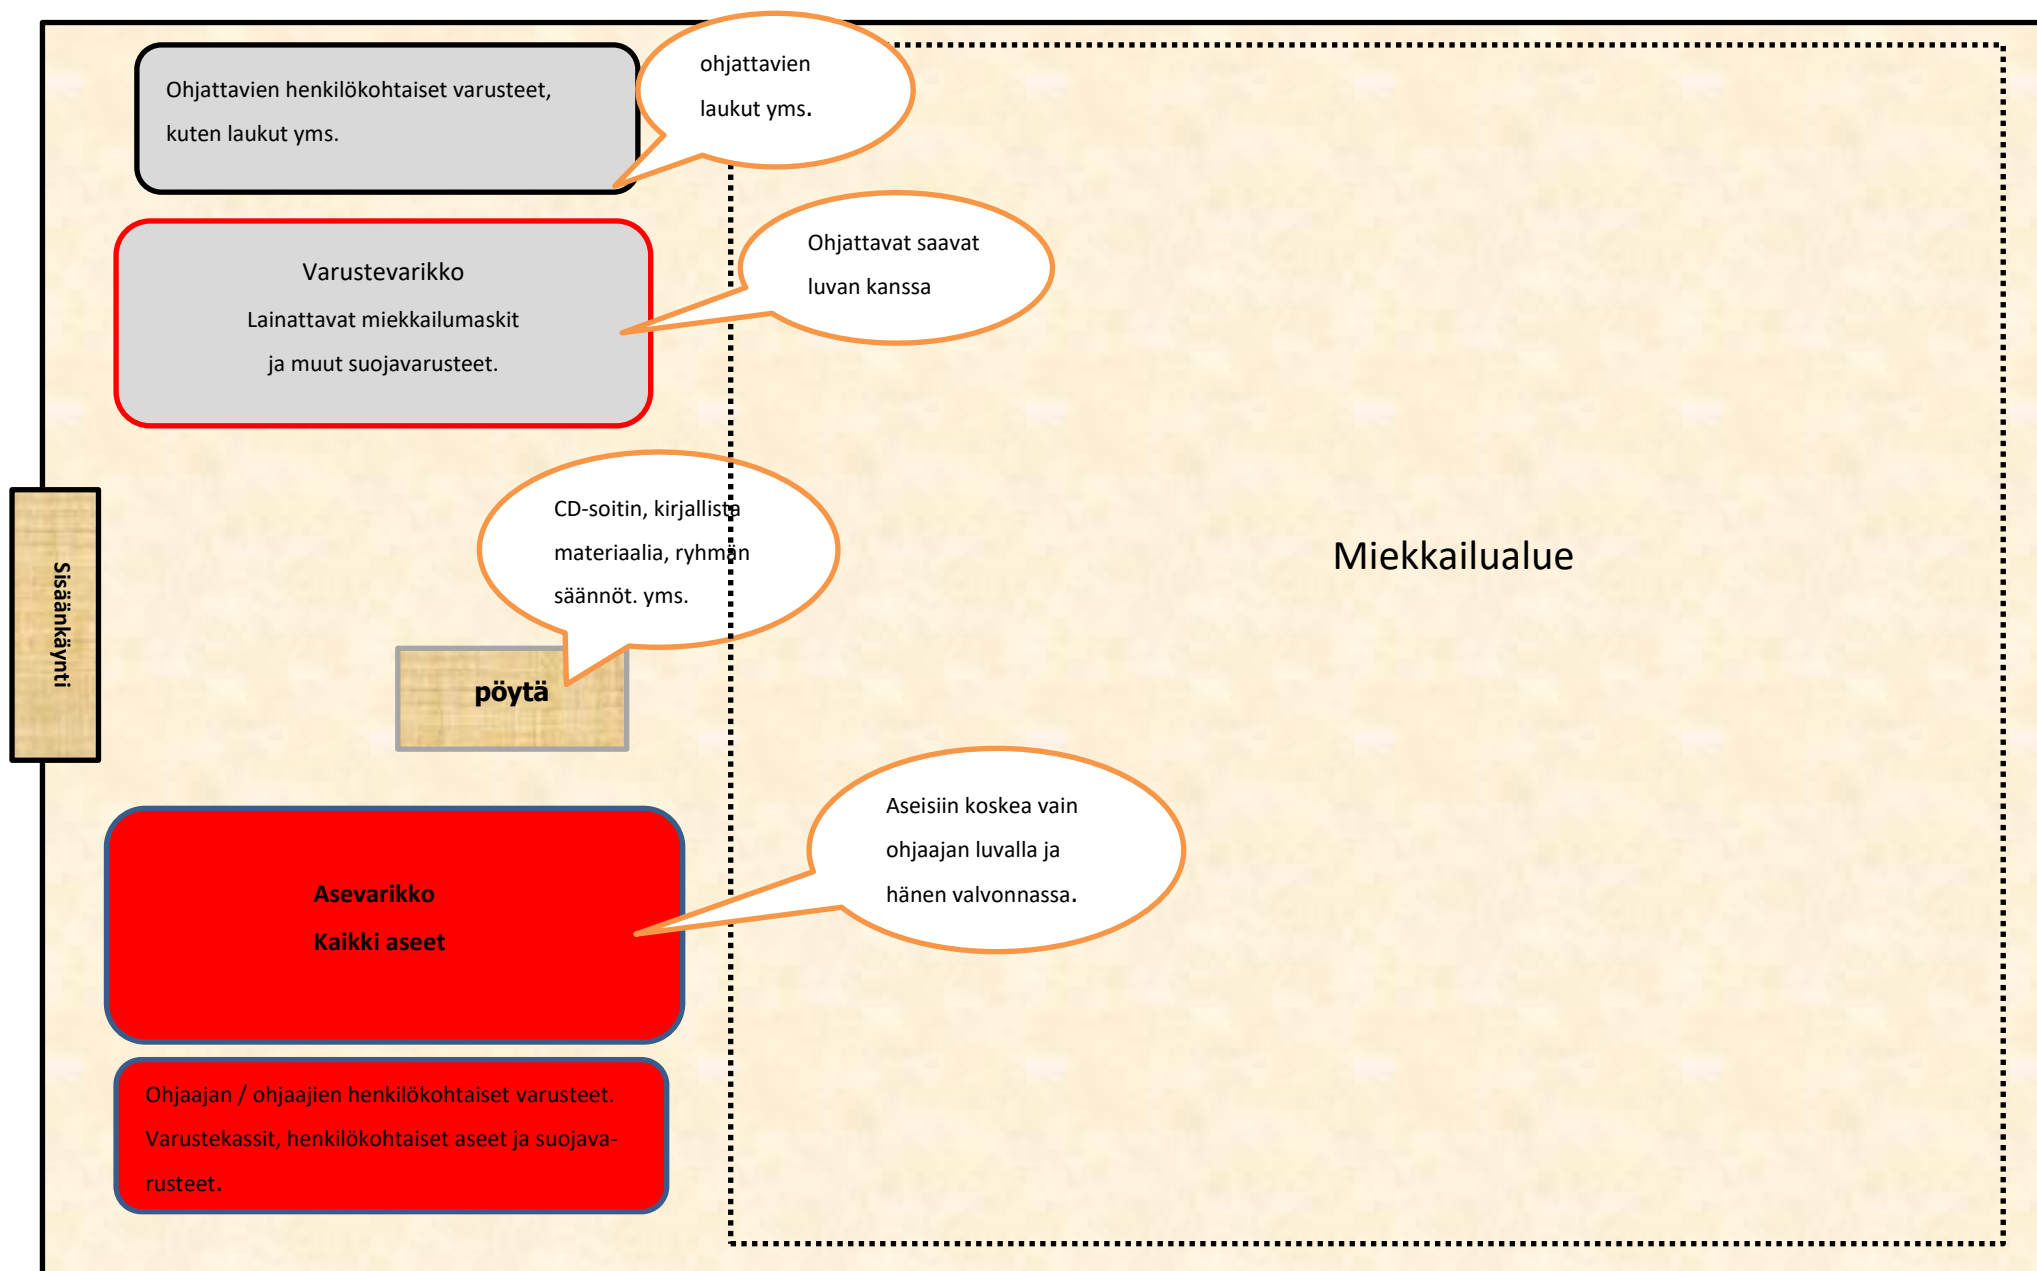 Ohjattavien henkilökohtaiset varusteet,
kuten laukut yms.
ohjattavien
laukut yms.
Varustevarikko
Lainattavat miekkailumaskit
ja muut suojavarusteet.
Ohjattavat saavat
luvan kanssa
CD-soitin, kirjallista
materiaalia, ryhmän
säännöt. yms.
Sisäänkäynti
pöytä
Miekkailualue
Asevarikko
Kaikki aseet
Aseisiin koskea vain
ohjaajan luvalla ja
hänen valvonnassa.
Ohjaajan / ohjaajien henkilökohtaiset varusteet.
Varustekassit, henkilökohtaiset aseet ja suojava-
rusteet.